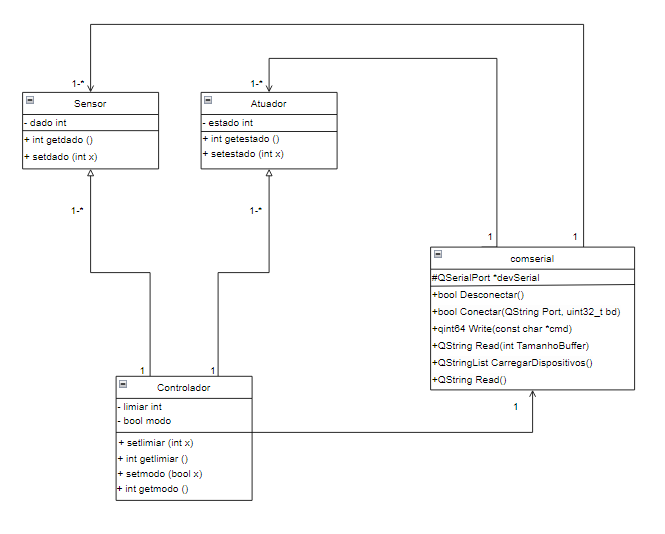 1-*
1-*
Sensor
- dado int
+ int getdado ()
+ setdado (int x)
Atuador
- estado int
+ int getestado ()
+ setestado (int x)
1-*
1-*
1
1
comserial
#QSerialPort *devSerial
+bool Desconectar()
+bool Conectar(QString Port, uint32_t bd)
+qint64 Write(const char *cmd)
+QString Read(int TamanhoBuffer)
+QStringList CarregarDispositivos()
+QString Read()
1
1
1
Controlador
- limiar int
- bool modo
+ setlimiar (int x)
+ int getlimiar ()
+ setmodo (bool x)
+ int getmodo ()